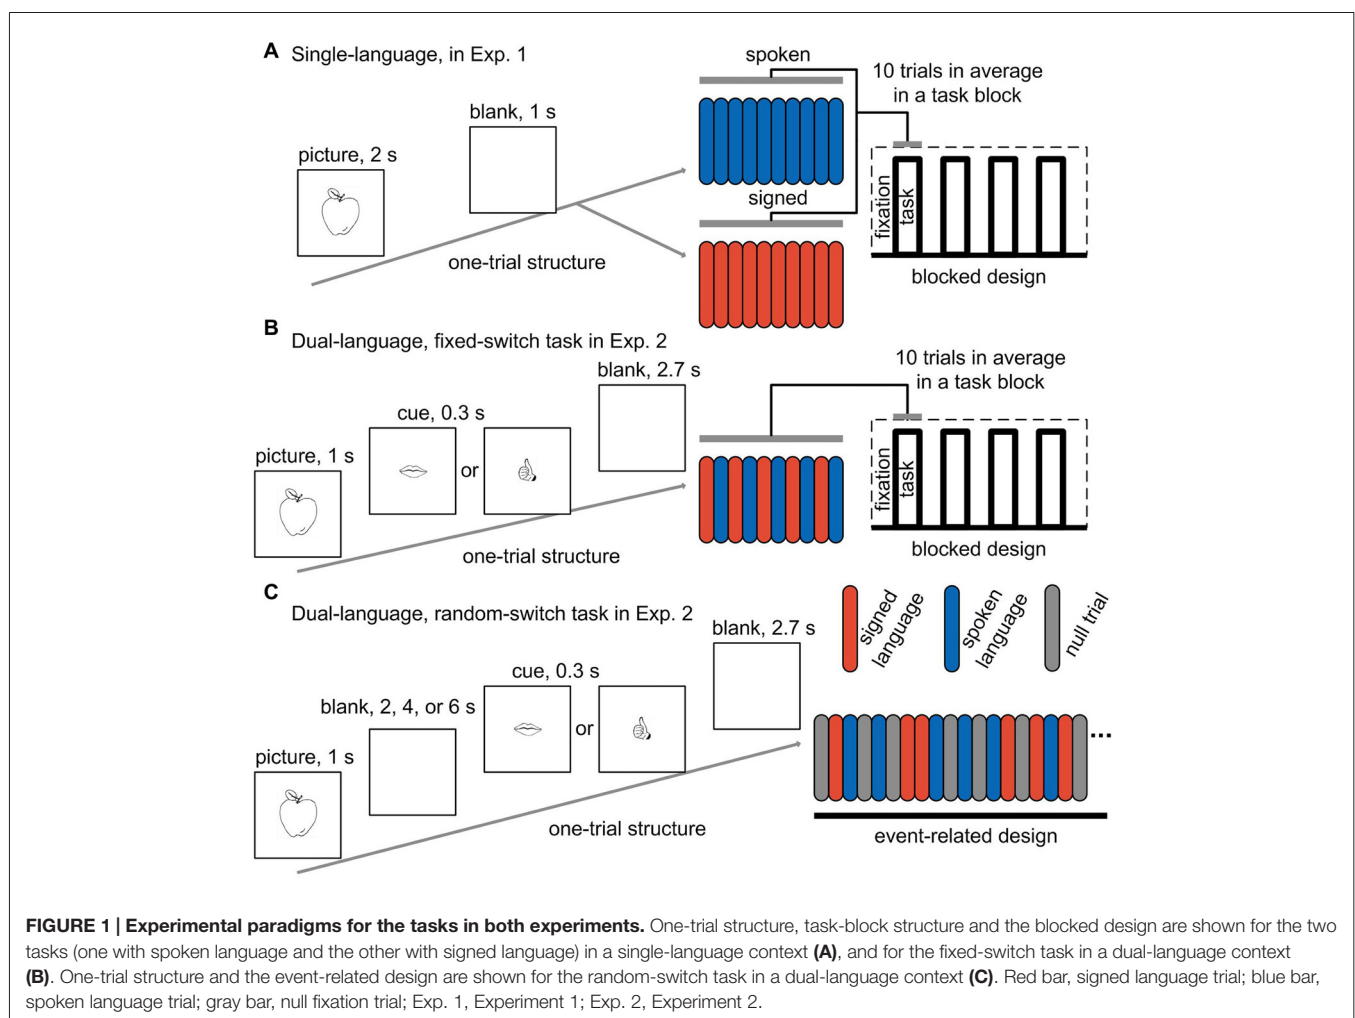 A Single-language, in Exp. 1
spoken
10 trials in average
in a task block
blank, 1 s
picture, 2 s
signed
fixation
task
one-trial structure
blocked design
B Dual-language, fixed-switch task in Exp. 2
10 trials in average
in a task block
blank, 2.7 s
cue, 0.3 s
picture, 1 s
or
fixation
task
one-trial structure
blocked design
C Dual-language, random-switch task in Exp. 2
signed
language
spoken
language
null trial
blank, 2.7 s
cue, 0.3 s
blank, 2, 4, or 6 s
or
picture, 1 s
...
one-trial structure
event-related design
FIGURE 1 | Experimental paradigms for the tasks in both experiments. One-trial structure, task-block structure and the blocked design are shown for the two
tasks (one with spoken language and the other with signed language) in a single-language context (A), and for the fixed-switch task in a dual-language context
(B). One-trial structure and the event-related design are shown for the random-switch task in a dual-language context (C). Red bar, signed language trial; blue bar,
spoken language trial; gray bar, null fixation trial; Exp. 1, Experiment 1; Exp. 2, Experiment 2.